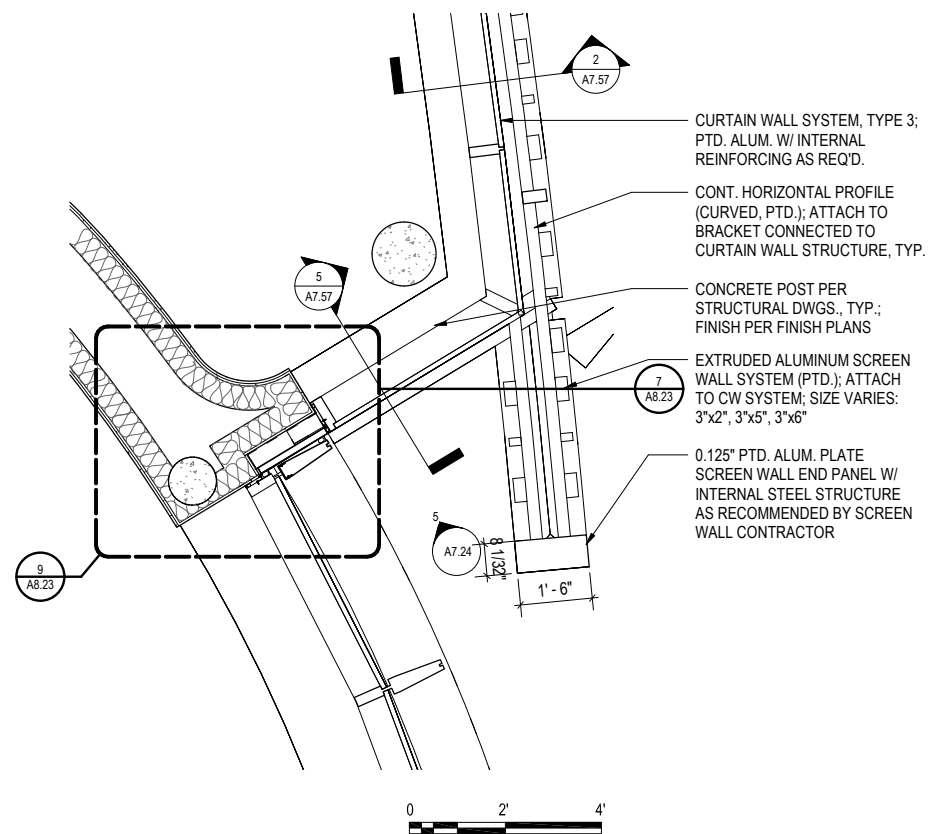 2
A7.57
CURTAIN WALL SYSTEM, TYPE 3;
PTD. ALUM. W/ INTERNAL
REINFORCING AS REQ'D.
CONT. HORIZONTAL PROFILE
(CURVED, PTD.); ATTACH TO
BRACKET CONNECTED TO
CURTAIN WALL STRUCTURE, TYP.
5
A7.57
CONCRETE POST PER
STRUCTURAL DWGS., TYP.;
FINISH PER FINISH PLANS
7
A8.23
EXTRUDED ALUMINUM SCREEN
WALL SYSTEM (PTD.); ATTACH
TO CW SYSTEM; SIZE VARIES:
3"x2", 3"x5", 3"x6"
0.125" PTD. ALUM. PLATE
SCREEN WALL END PANEL W/
INTERNAL STEEL STRUCTURE
AS RECOMMENDED BY SCREEN
WALL CONTRACTOR
5
A7.24
8 1/32"
1' - 6"
9
A8.23
0 2' 4'